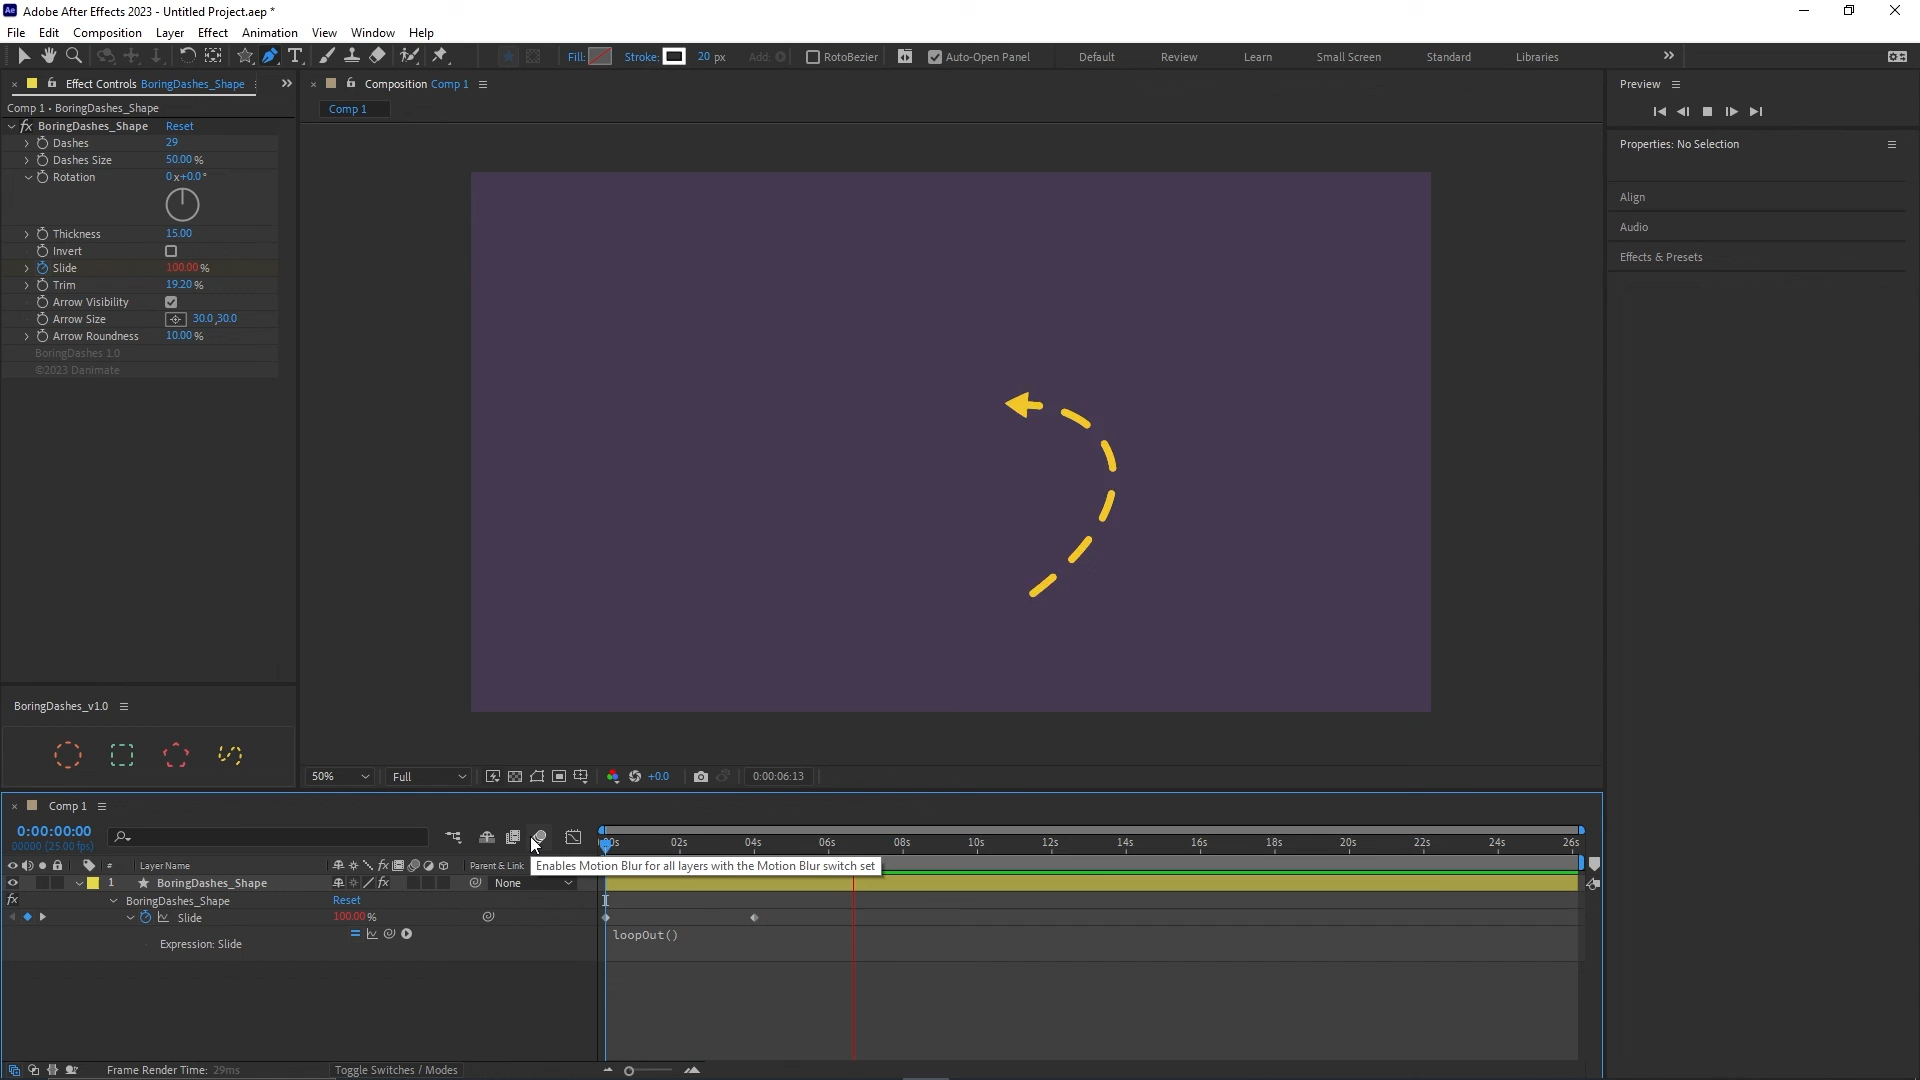 Adobe After Effects 2023 - Untitled Project.aep *
File Edit Composition Layer Effect Animation View Window Help
Fill: Stroke: 20 px Add: RotoBezier Auto-Open Panel Default Review Learn Small Screen Standard Libraries
Effect Controls BoringDashes_Shape
Comp 1 • BoringDashes_Shape
fx BoringDashes_Shape Reset
Dashes 29
Dashes Size 50.00 %
Rotation 0 x+0.0 °
Thickness 15.00
Invert
Slide 100.00 %
Trim 19.20 %
Arrow Visibility
Arrow Size 30.0 ,30.0
Arrow Roundness 10.00 %
BoringDashes 1.0
©2023 Danimate
BoringDashes_v1.0
Composition Comp 1
Comp 1
50% Full +0.0 0:00:06:13
Preview
Properties: No Selection
Align
Audio
Effects & Presets
Comp 1
0:00:00:00
00000 (25.00 fps)
00s 02s 04s 06s 08s 10s 12s 14s 16s 18s 20s 22s 24s 26s
# Layer Name fx Parent & Link
Enables Motion Blur for all layers with the Motion Blur switch set
1 BoringDashes_Shape fx None
fx BoringDashes_Shape Reset
Slide 100.00 %
Expression: Slide loopOut()
Frame Render Time: 29ms Toggle Switches / Modes